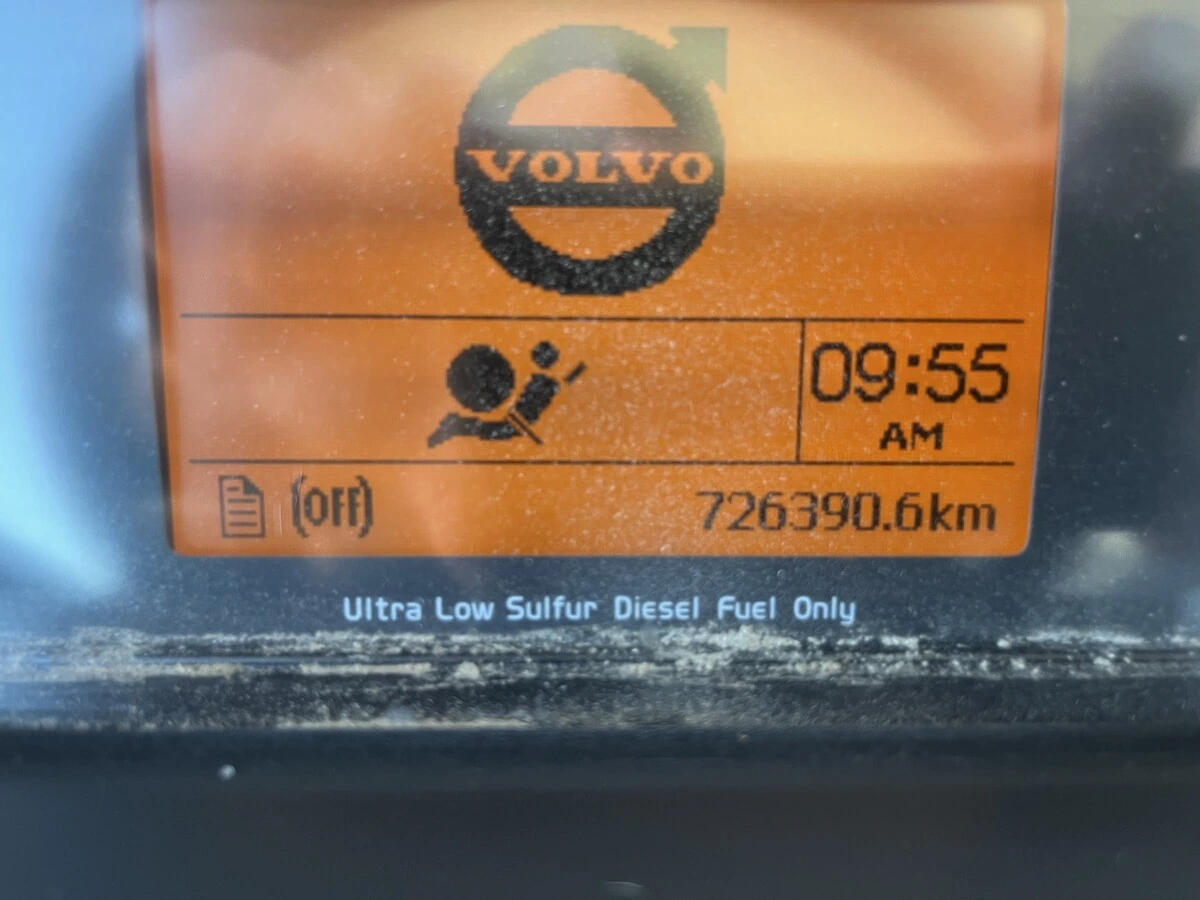 VOLVO
09:55
AM
(OFF)
726390.6km
Ultra Low Sulfur Diesel Fuel Only